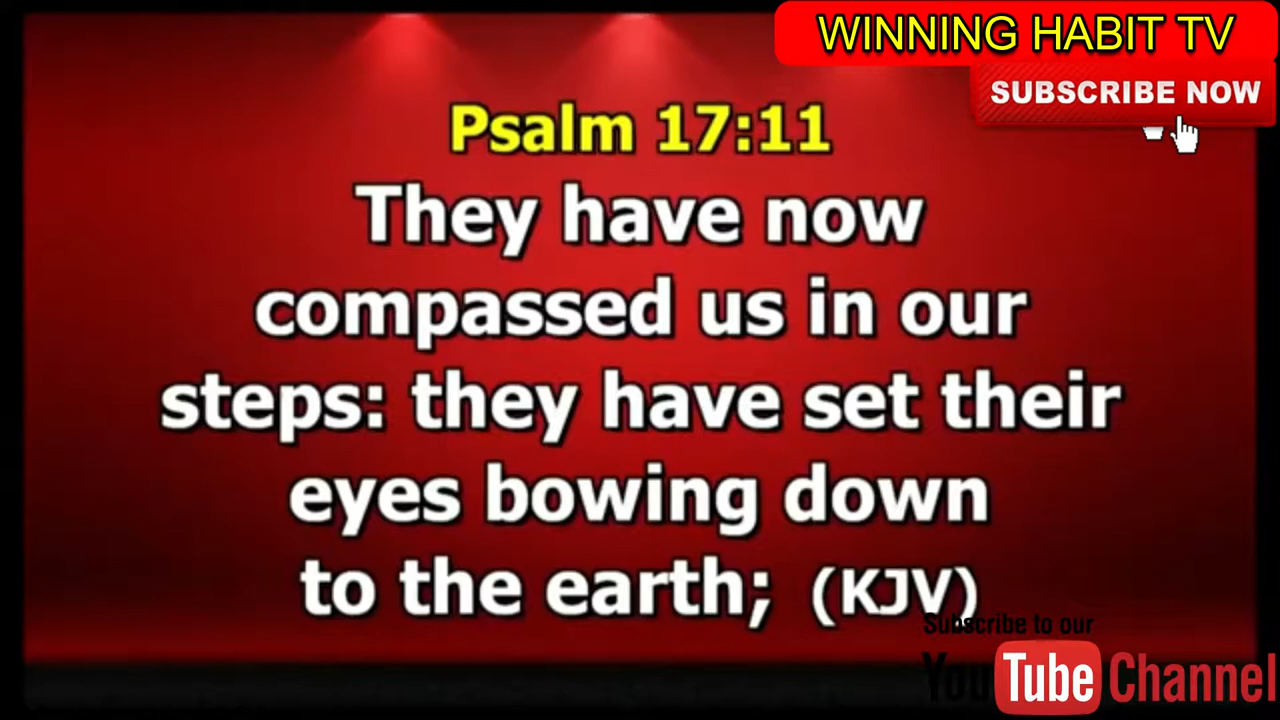 WINNING HABIT TV
SUBSCRIBE NOW
Psalm 17:11
They have now
compassed us in our
steps: they have set their
eyes bowing down
to the earth; (KJV)
Subscribe to our
YouTube Channel